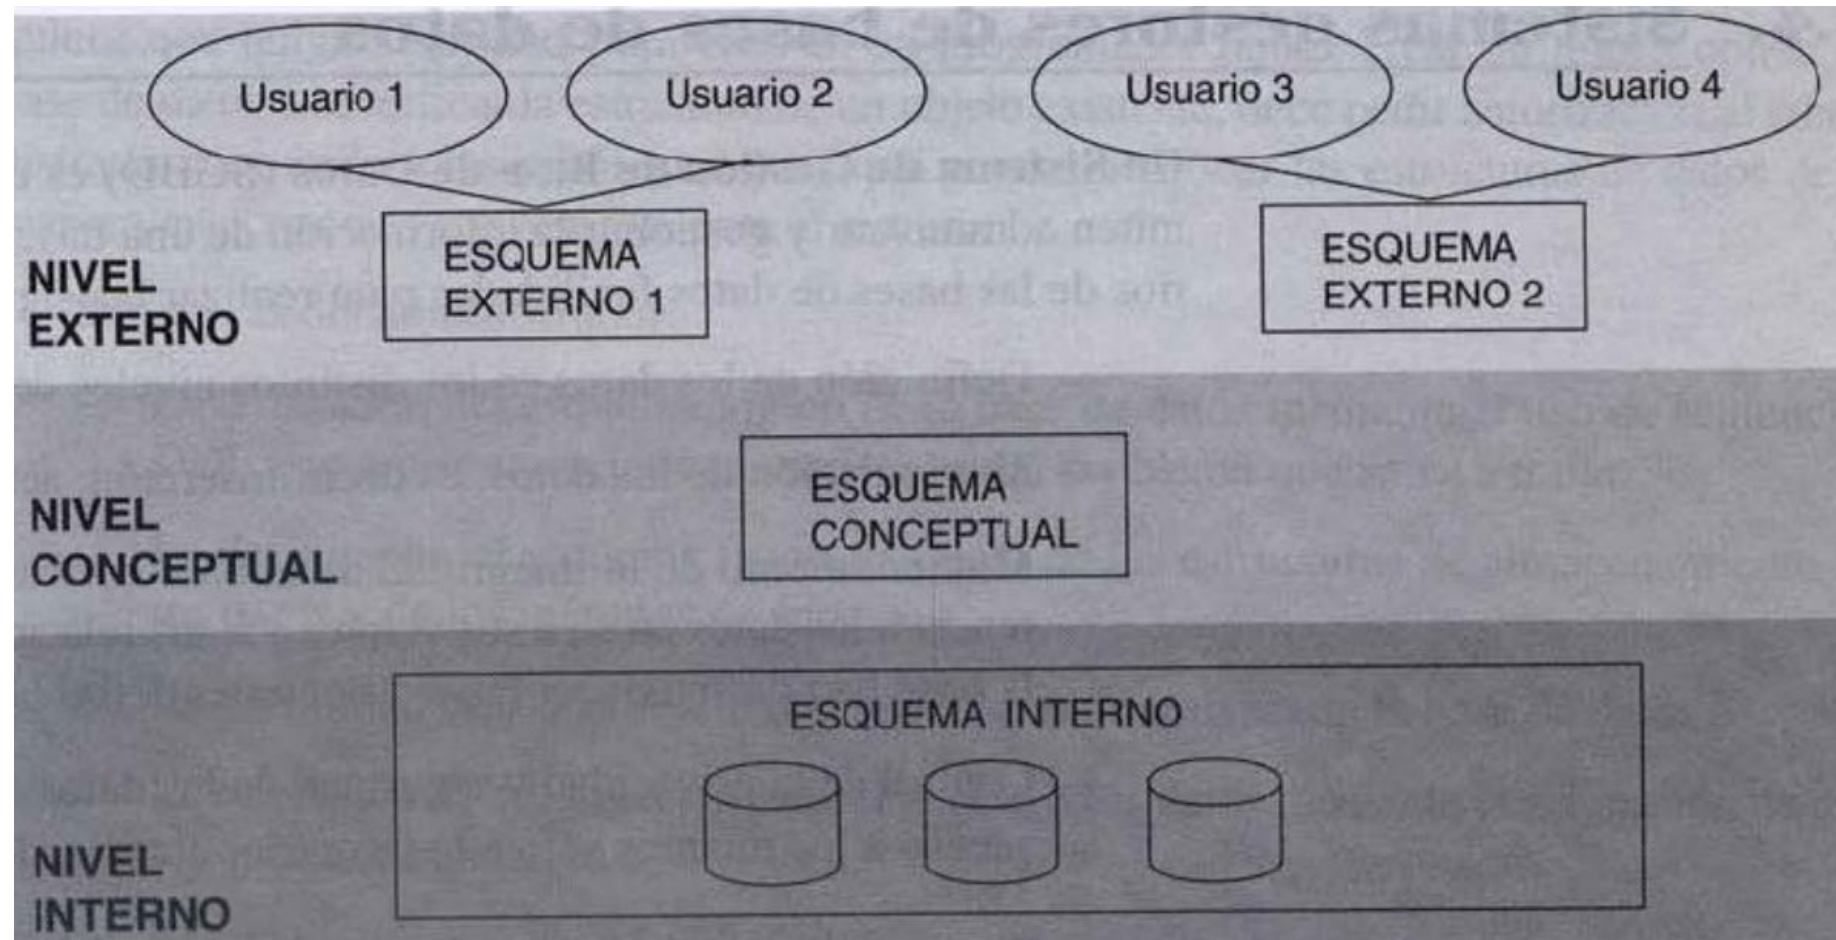 Usuario 1
Usuario 2
Usuario 3
Usuario 4
NIVEL
EXTERNO
ESQUEMA
EXTERNO 1
ESQUEMA
EXTERNO 2
NIVEL
CONCEPTUAL
ESQUEMA
CONCEPTUAL
ESQUEMA INTERNO
NIVEL
INTERNO